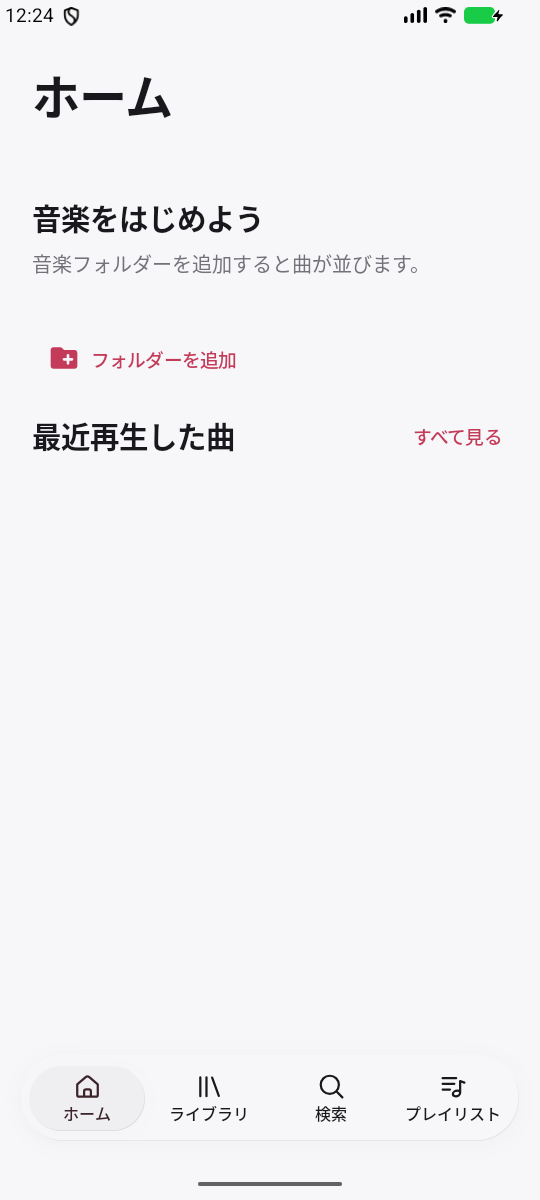 12:24
ホーム
音楽をはじめよう
音楽フォルダーを追加すると曲が並びます。
フォルダーを追加
最近再生した曲
すべて見る
ホーム
ライブラリ
検索
プレイリスト